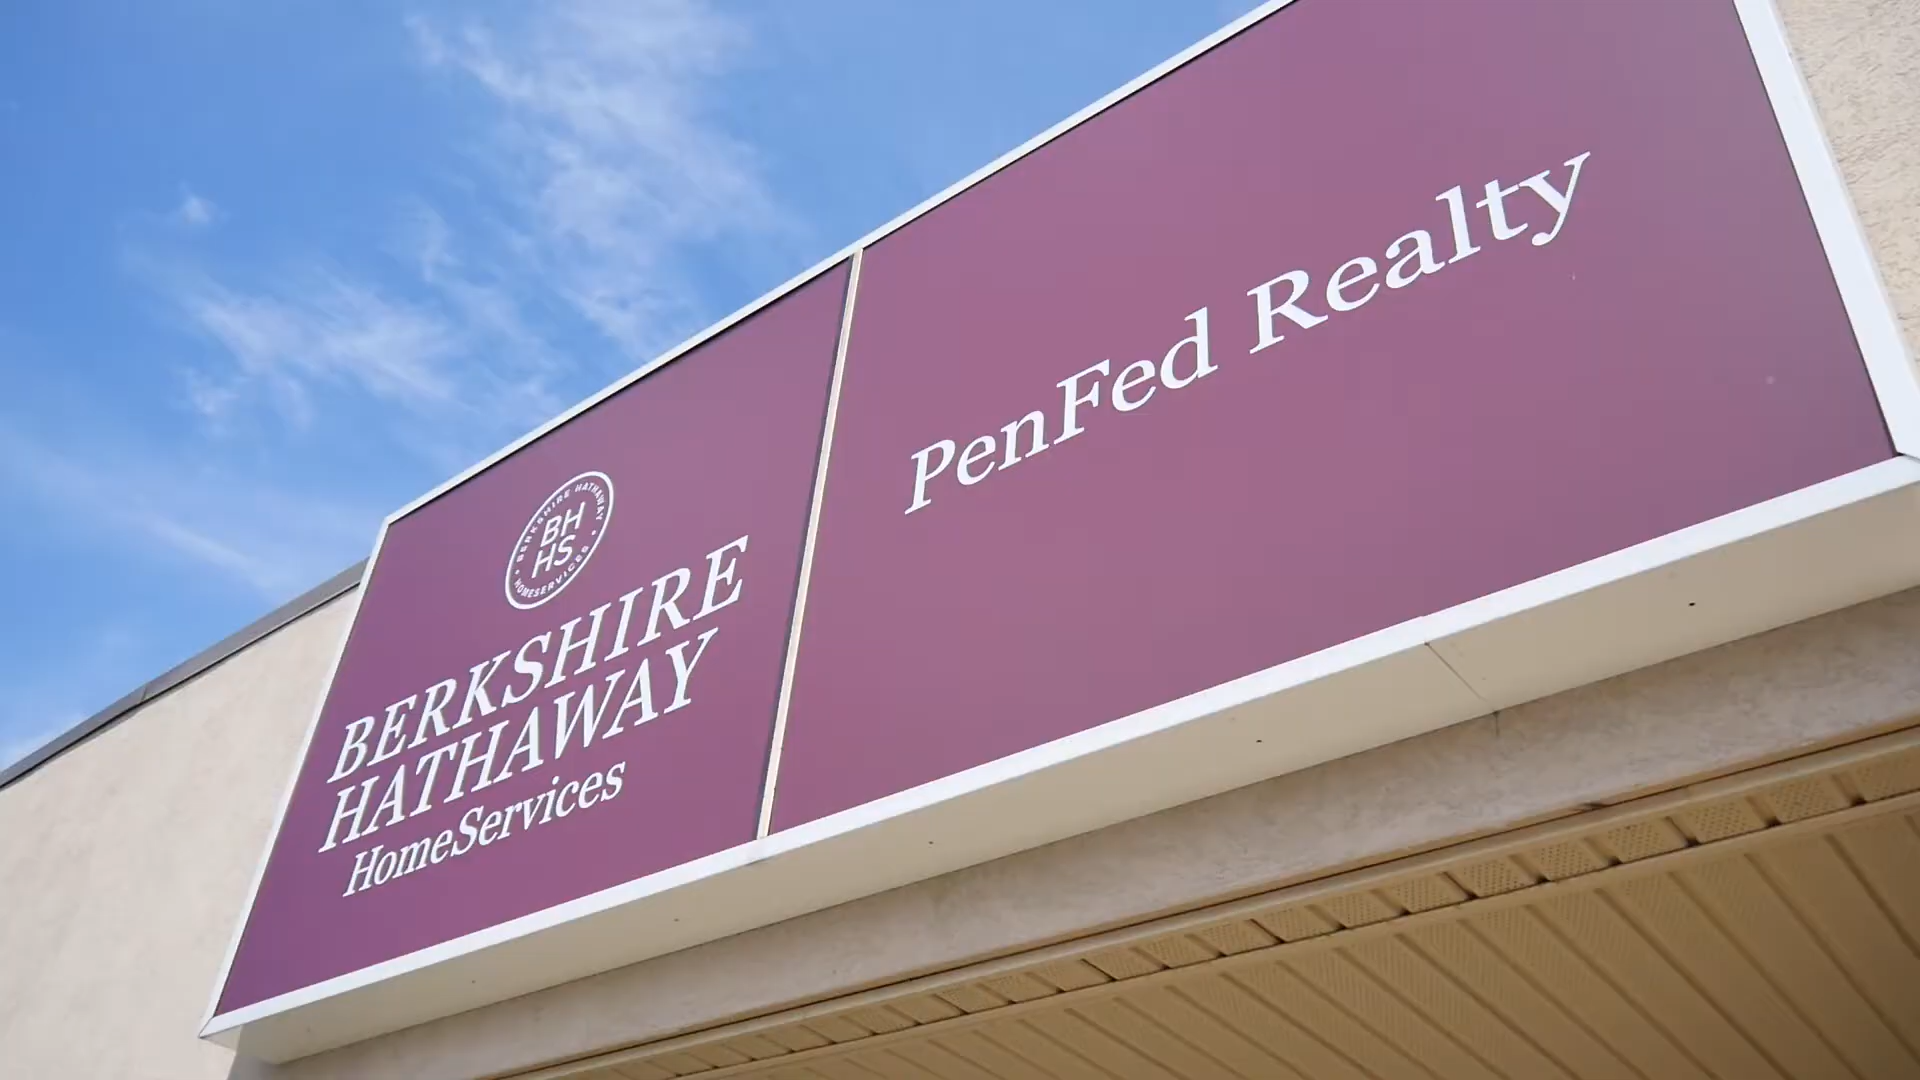 BERKSHIRE HATHAWAY
BH
HS
HOMESERVICES
BERKSHIRE
HATHAWAY
HomeServices
PenFed Realty